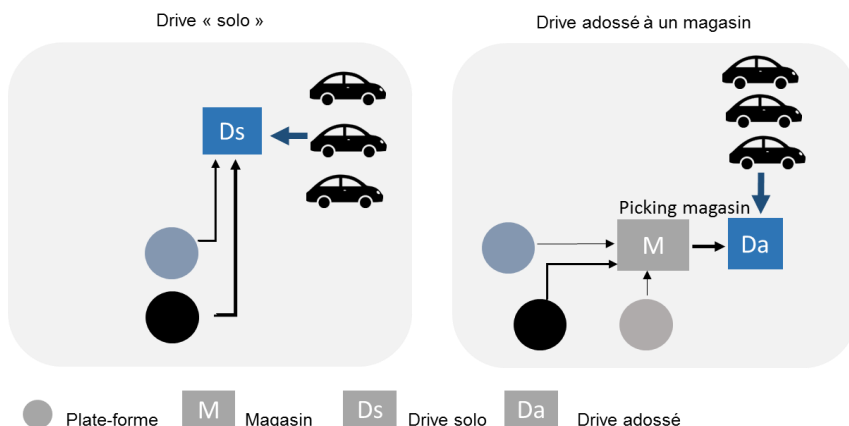 Drive « solo »
Drive adossé à un magasin
Ds
Picking magasin
M
Da
Plate-forme
M Magasin
Ds Drive solo
Da Drive adossé